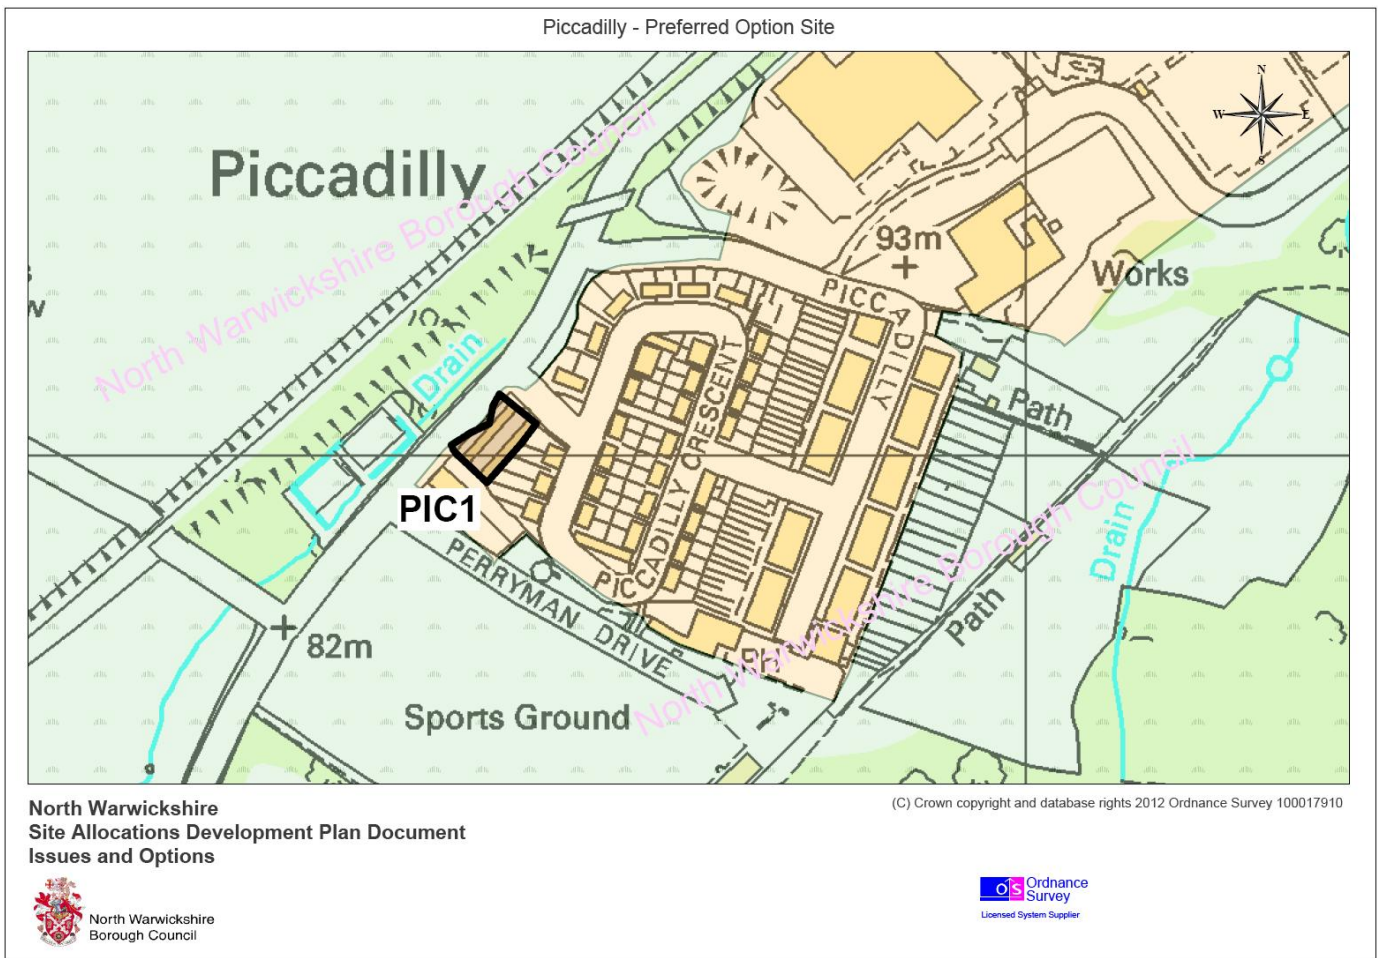 Piccadilly - Preferred Option Site
N
W
E
S
Piccadilly
North Warwickshire Borough Council
93m
Works
PICCADILLY
Drain
PICCADILLY CRESCENT
Path
PIC1
PERRYMAN DRIVE
North Warwickshire Borough Council
Drain
Path
82m
PH
Sports Ground
North Warwickshire
Site Allocations Development Plan Document
Issues and Options
(C) Crown copyright and database rights 2012 Ordnance Survey 100017910
North Warwickshire
Borough Council
OS Ordnance
Survey
Licensed System Supplier